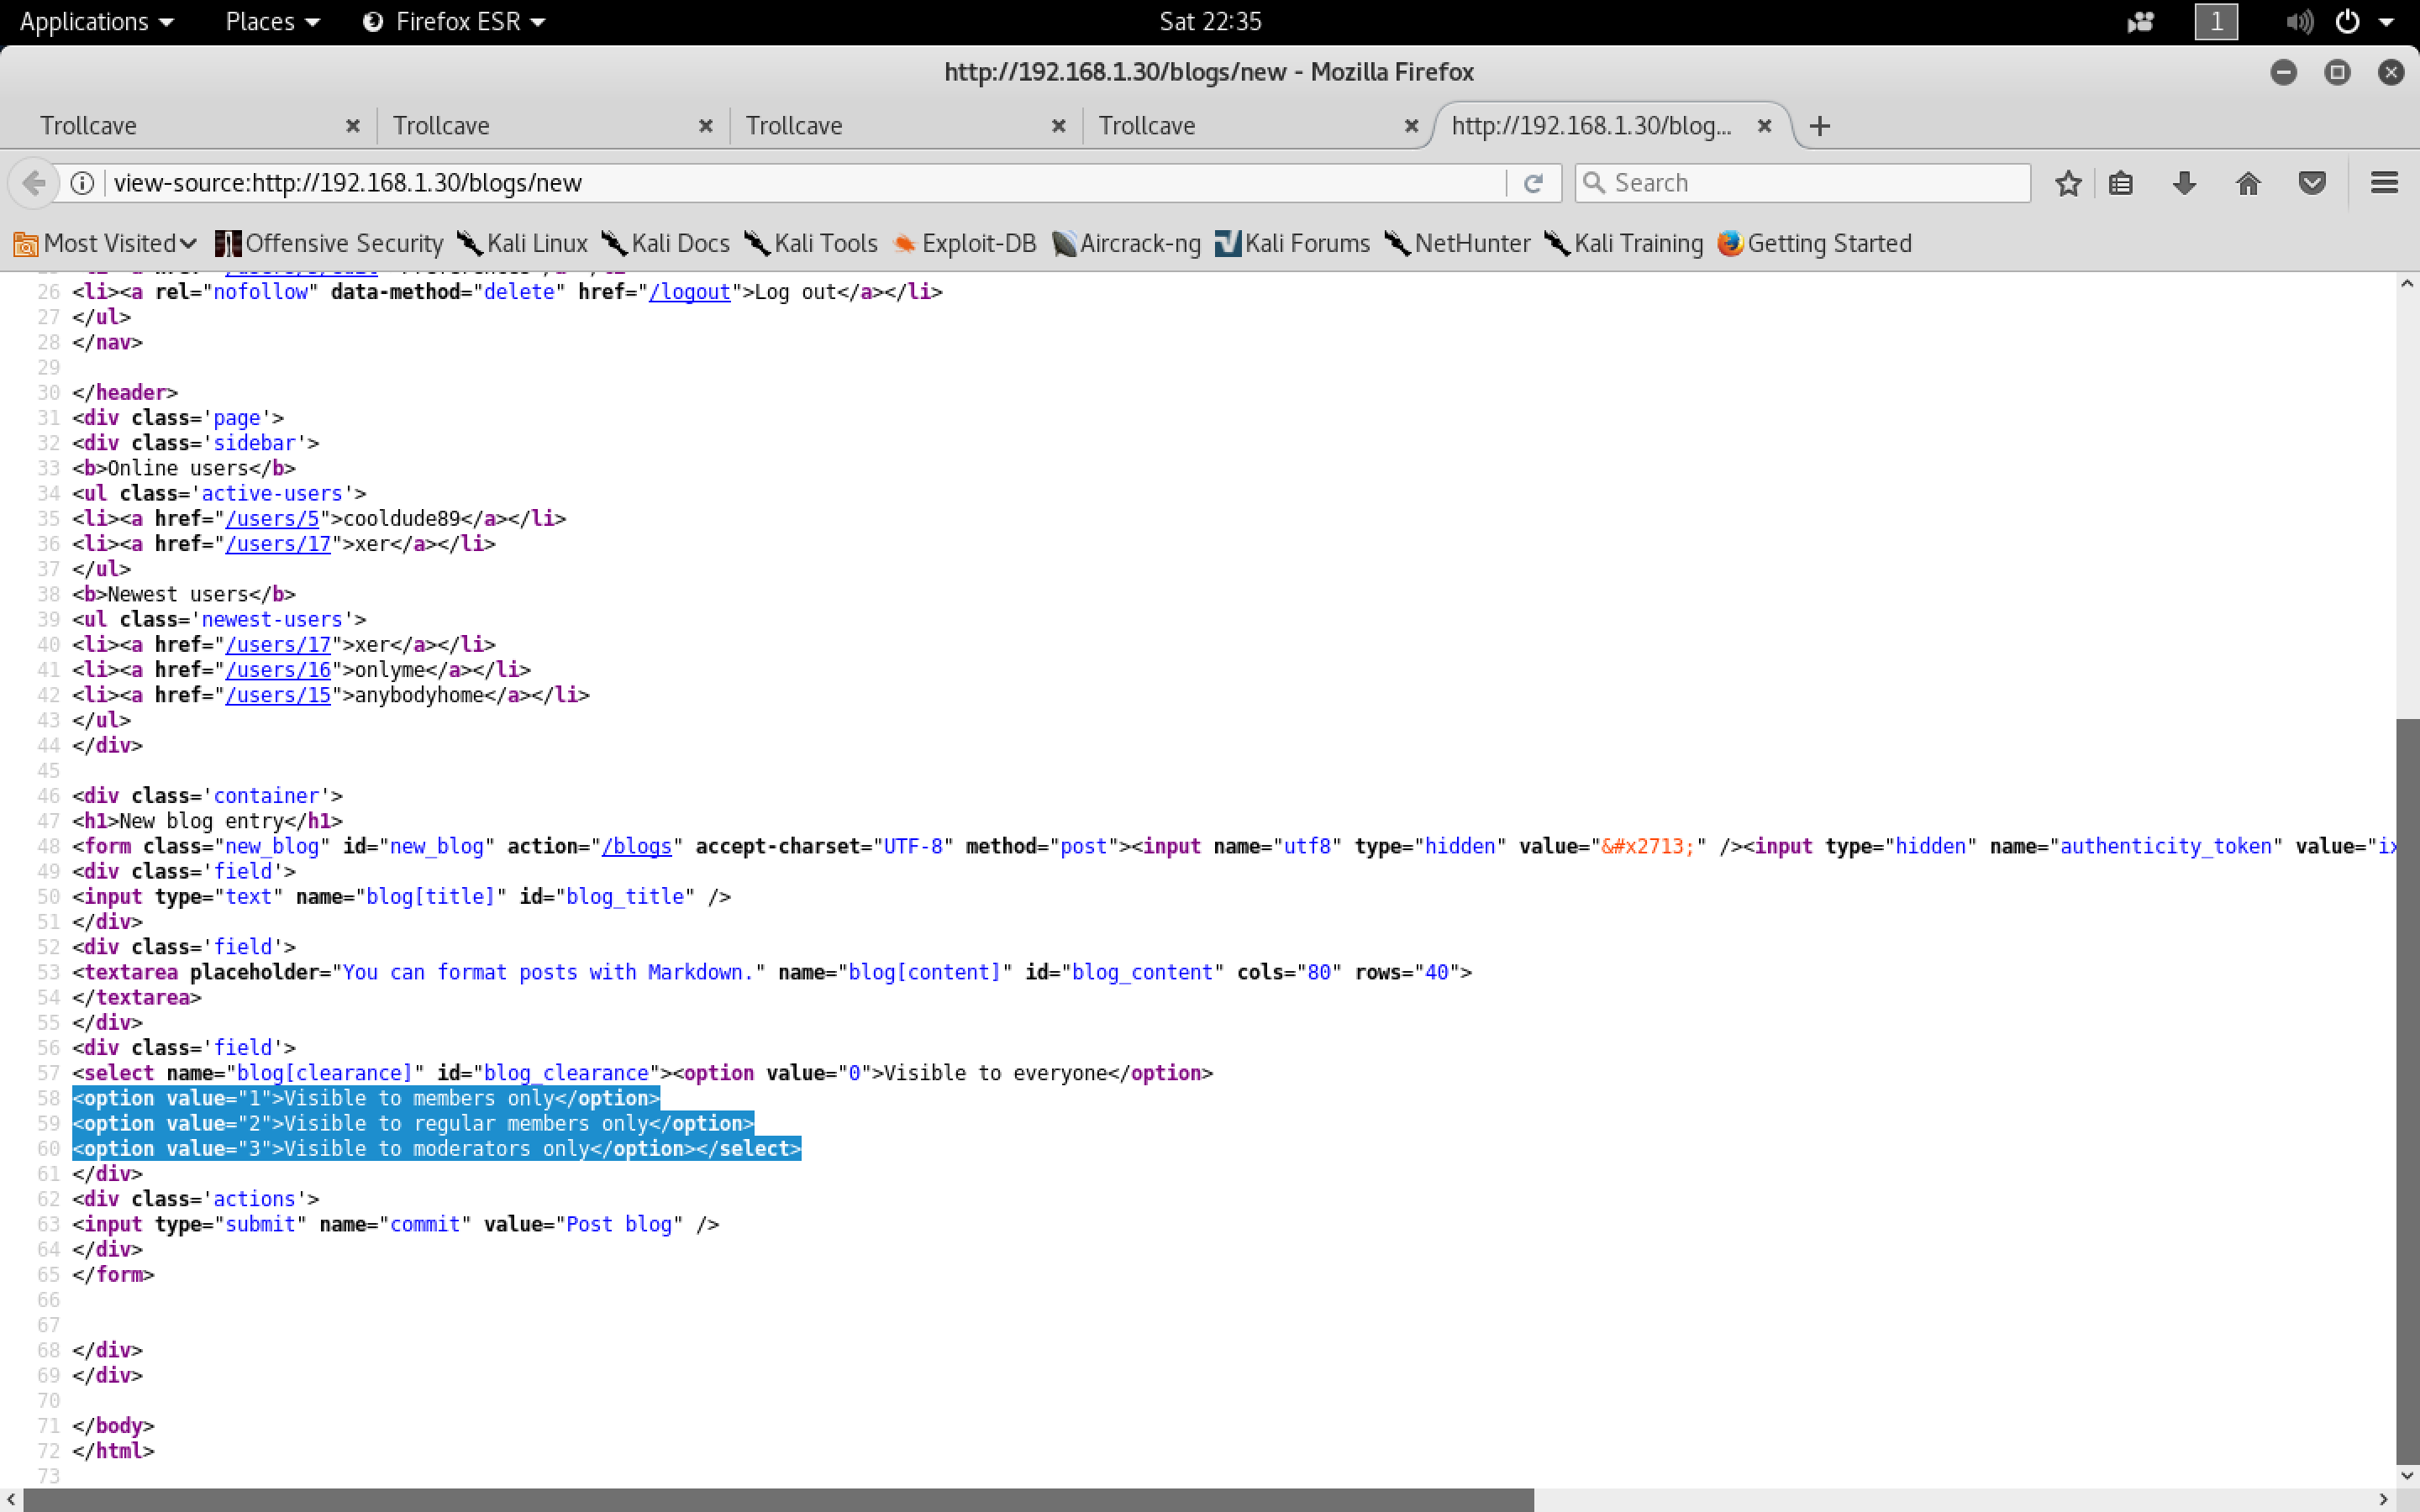 Applications Places Firefox ESR Sat 22:35 1
http://192.168.1.30/blogs/new - Mozilla Firefox
Trollcave Trollcave Trollcave Trollcave http://192.168.1.30/blog...
view-source:http://192.168.1.30/blogs/new Search
Most Visited Offensive Security Kali Linux Kali Docs Kali Tools Exploit-DB Aircrack-ng Kali Forums NetHunter Kali Training Getting Started
26 <li><a rel="nofollow" data-method="delete" href="/logout">Log out</a></li>
27 </ul>
28 </nav>
29
30 </header>
31 <div class='page'>
32 <div class='sidebar'>
33 <b>Online users</b>
34 <ul class='active-users'>
35 <li><a href="/users/5">cooldude89</a></li>
36 <li><a href="/users/17">xer</a></li>
37 </ul>
38 <b>Newest users</b>
39 <ul class='newest-users'>
40 <li><a href="/users/17">xer</a></li>
41 <li><a href="/users/16">onlyme</a></li>
42 <li><a href="/users/15">anybodyhome</a></li>
43 </ul>
44 </div>
45
46 <div class='container'>
47 <h1>New blog entry</h1>
48 <form class="new_blog" id="new_blog" action="/blogs" accept-charset="UTF-8" method="post"><input name="utf8" type="hidden" value="&#x2713;" /><input type="hidden" name="authenticity_token" value="ix
49 <div class='field'>
50 <input type="text" name="blog[title]" id="blog_title" />
51 </div>
52 <div class='field'>
53 <textarea placeholder="You can format posts with Markdown." name="blog[content]" id="blog_content" cols="80" rows="40">
54 </textarea>
55 </div>
56 <div class='field'>
57 <select name="blog[clearance]" id="blog_clearance"><option value="0">Visible to everyone</option>
58 <option value="1">Visible to members only</option>
59 <option value="2">Visible to regular members only</option>
60 <option value="3">Visible to moderators only</option></select>
61 </div>
62 <div class='actions'>
63 <input type="submit" name="commit" value="Post blog" />
64 </div>
65 </form>
66
67
68 </div>
69 </div>
70
71 </body>
72 </html>
73